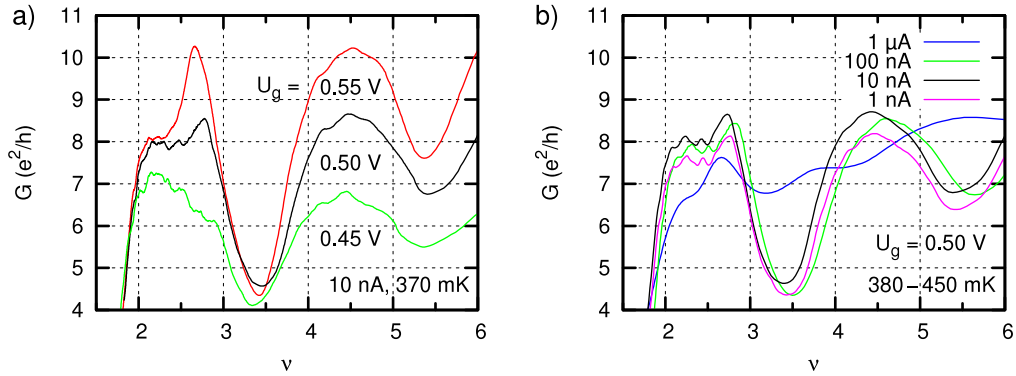 a)
11
10
9
8
7
6
5
4
G (e²/h)
U_g = 0.55 V
0.50 V
0.45 V
10 nA, 370 mK
2 3 4 5 6
ν
b)
11
10
9
8
7
6
5
4
G (e²/h)
1 μA
100 nA
10 nA
1 nA
U_g = 0.50 V
380 – 450 mK
2 3 4 5 6
ν